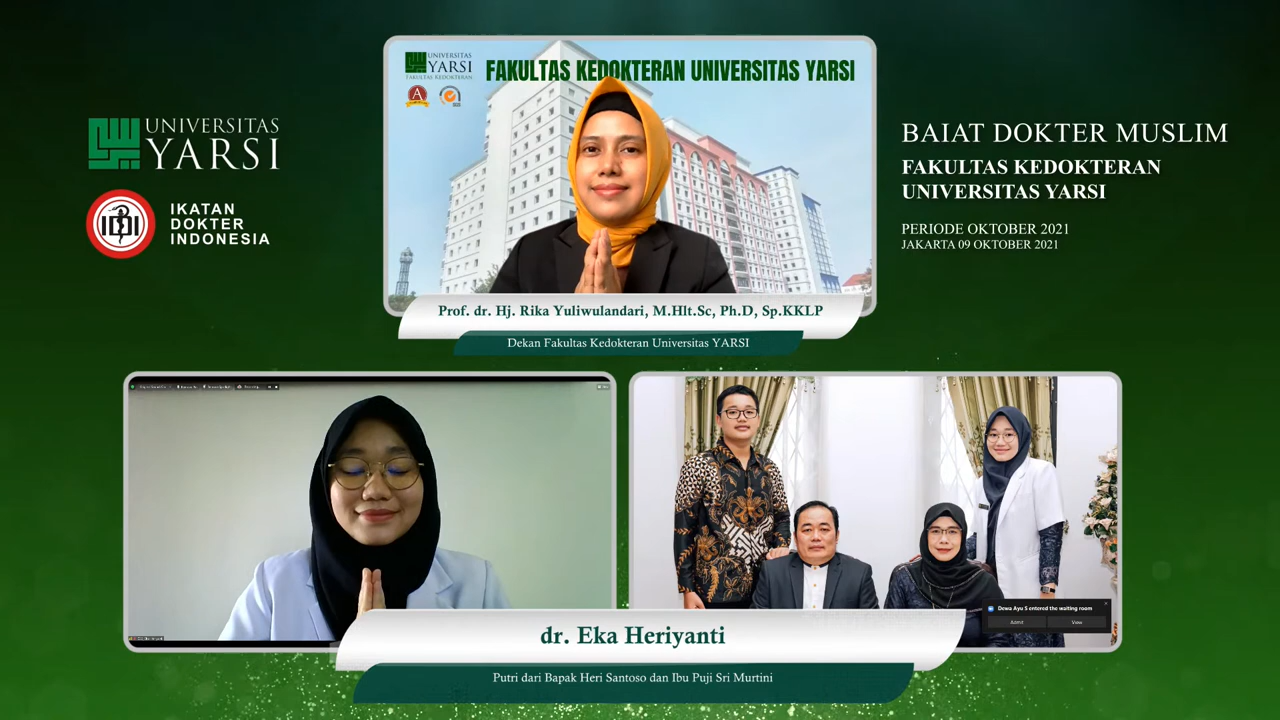 UNIVERSITAS
YARSI
IKATAN
DOKTER
INDONESIA
UNIVERSITAS
YARSI
FAKULTAS KEDOKTERAN
FAKULTAS KEDOKTERAN UNIVERSITAS YARSI
A
Prof. dr. Hj. Rika Yuliwulandari, M.Hlt.Sc, Ph.D, Sp.KKLP
Dekan Fakultas Kedokteran Universitas YARSI
BAIAT DOKTER MUSLIM
FAKULTAS KEDOKTERAN
UNIVERSITAS YARSI
PERIODE OKTOBER 2021
JAKARTA 09 OKTOBER 2021
Dewa Ayu S entered the waiting room
Admit
View
dr. Eka Heriyanti
Putri dari Bapak Heri Santoso dan Ibu Puji Sri Murtini